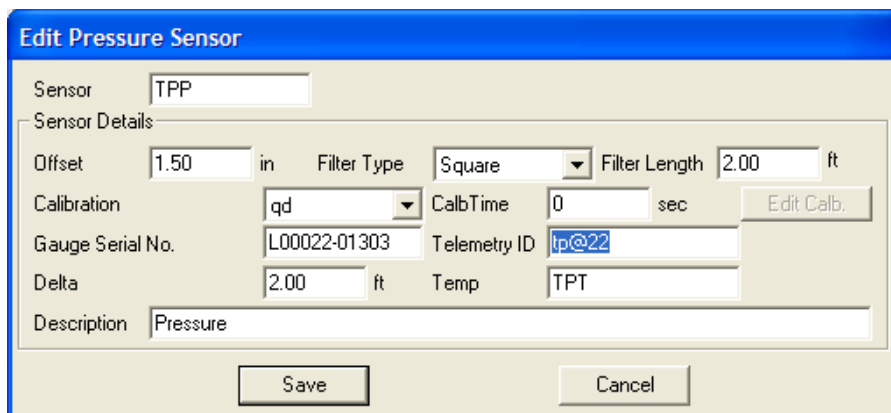 Edit Pressure Sensor
Sensor TPP
Sensor Details
Offset 1.50 in Filter Type Square Filter Length 2.00 ft
Calibration qd CalbTime 0 sec Edit Calb.
Gauge Serial No. L00022-01303 Telemetry ID tp@22
Delta 2.00 ft Temp TPT
Description Pressure
Save Cancel